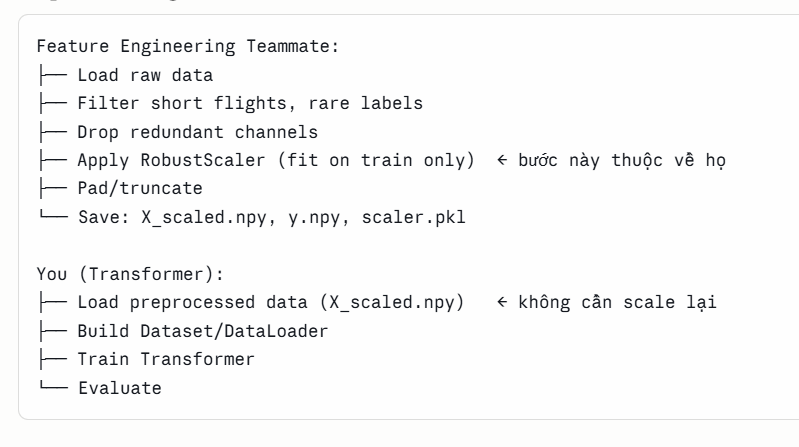 Feature Engineering Teammate:
├── Load raw data
├── Filter short flights, rare labels
├── Drop redundant channels
├── Apply RobustScaler (fit on train only)  ← bước này thuộc về họ
├── Pad/truncate
└── Save: X_scaled.npy, y.npy, scaler.pkl

You (Transformer):
├── Load preprocessed data (X_scaled.npy)   ← không cần scale lại
├── Build Dataset/DataLoader
├── Train Transformer
└── Evaluate